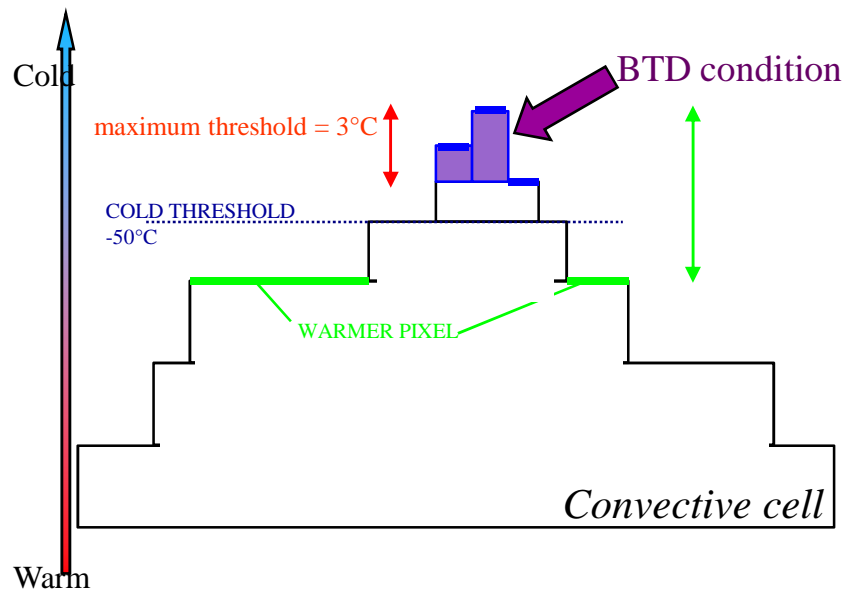 Cold
BTD condition
maximum threshold = 3°C
COLD THRESHOLD
-50°C
WARMER PIXEL
Convective cell
Warm